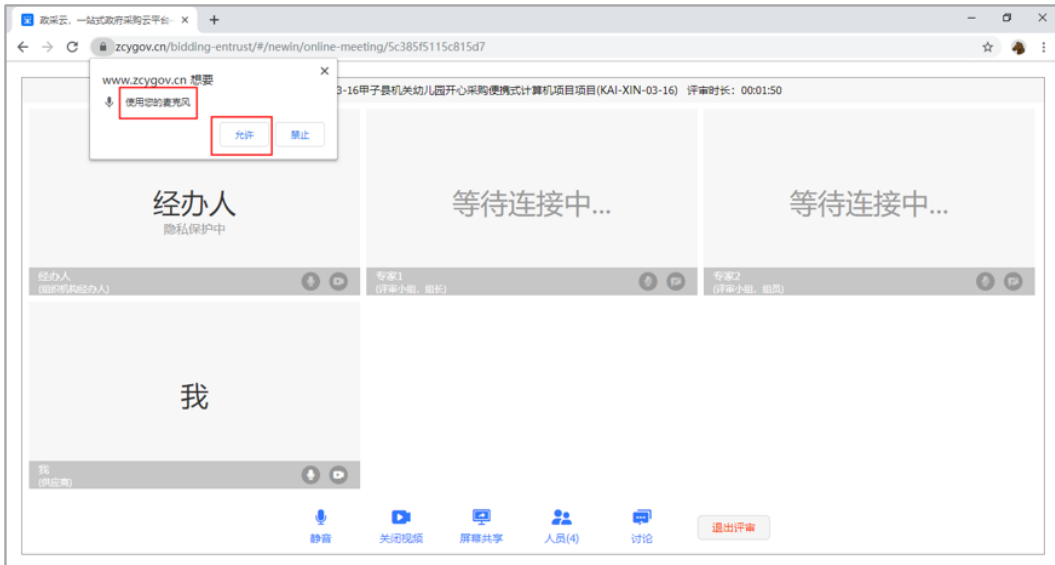 政采云，一站式政府采购云平台-
zcygov.cn/bidding-entrust/#/newin/online-meeting/5c385f5115c815d7
www.zcygov.cn 想要
使用您的麦克风
允许 禁止
3-16甲子县机关幼儿园开心采购便携式计算机项目项目(KAI-XIN-03-16) 评审时长：00:01:50
经办人
隐私保护中
等待连接中...
等待连接中...
经办人
(组织机构经办人)
专家1
(评审小组，组长)
专家2
(评审小组，组员)
我
我
(供应商)
静音 关闭视频 屏幕共享 人员(4) 讨论 退出评审